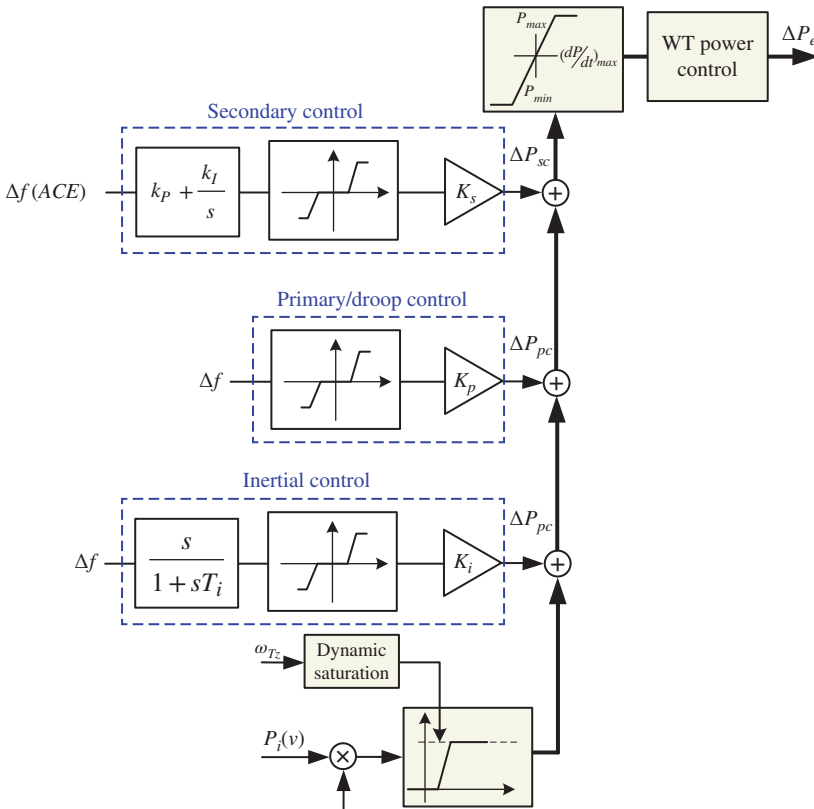 P_max
(dP/dt)_max
P_min
WT power
control
ΔP_e
Secondary control
Δf (ACE)
k_P + k_I/s
K_s
ΔP_sc
+
Primary/droop control
Δf
K_p
ΔP_pc
+
Inertial control
Δf
s/(1 + sT_i)
K_i
ΔP_pc
+
ω_Tz
Dynamic
saturation
P_i(v)
×